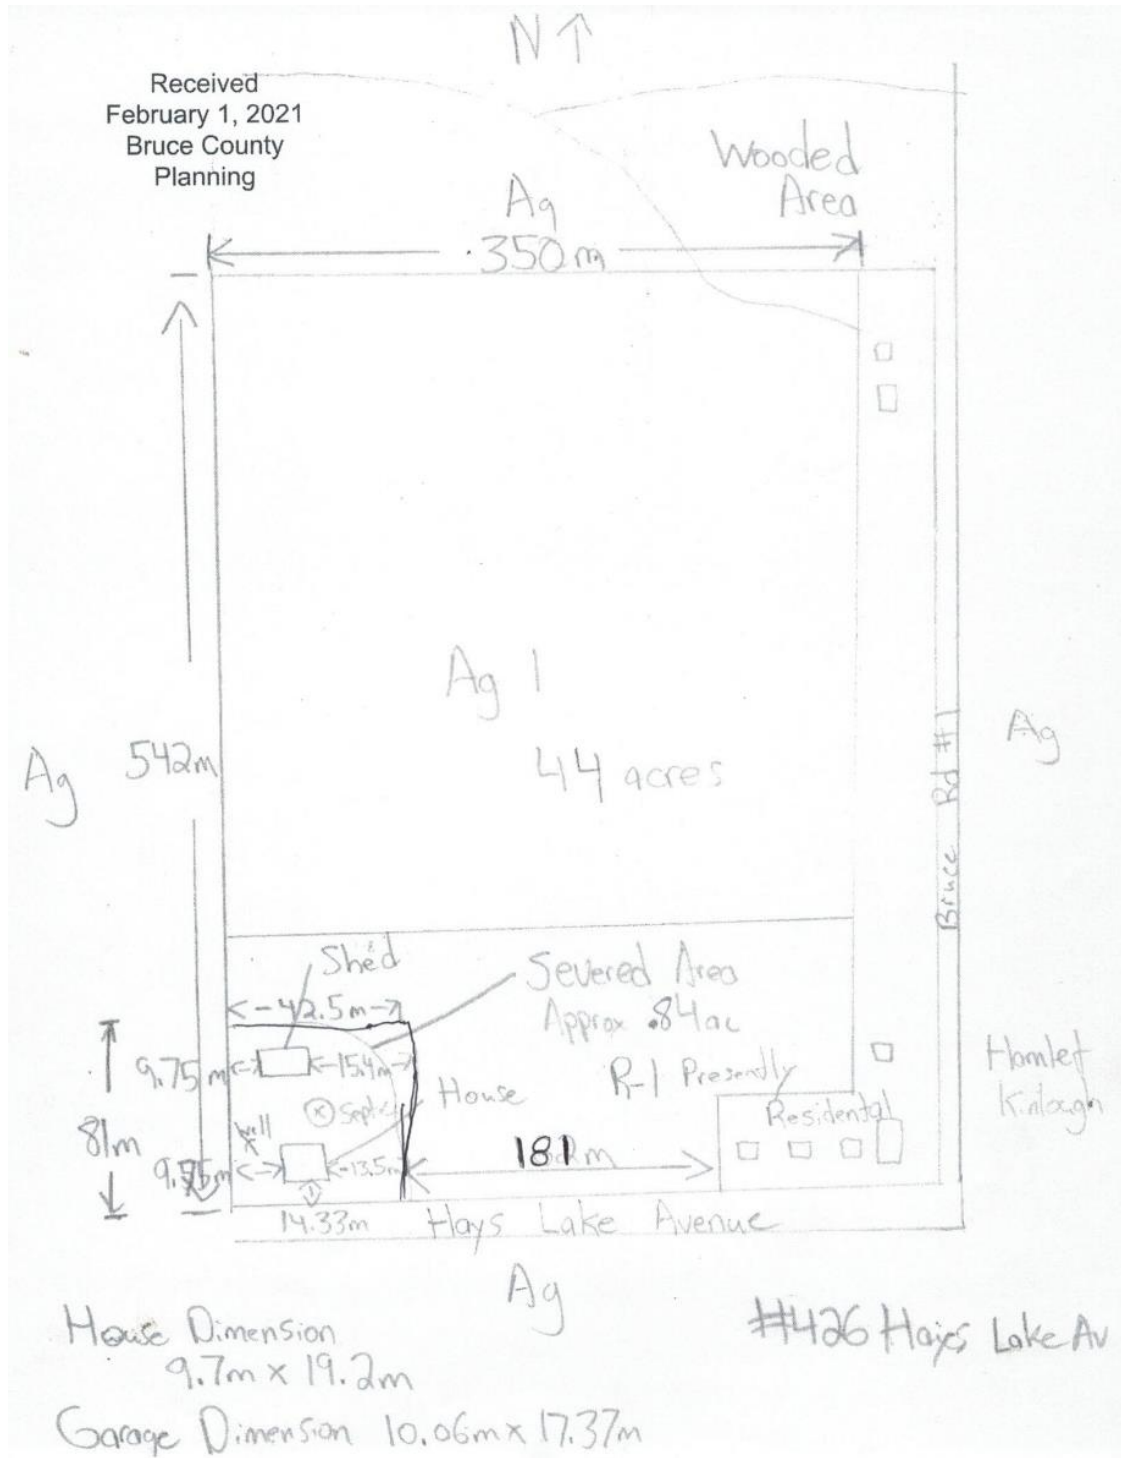 N
Received
February 1, 2021
Bruce County
Planning
Wooded
Area
Ag
350m
Ag 1
44 acres
542m
Ag
Ag
Bruce Rd #1
Shed
Severed Area
Approx .84ac
42.5m
9.75m
15.4m
House
R-1 Presently
Residental
Hamlet
Kinlough
Septic
well
81m
13.5m
181m
14.33m
Hays Lake Avenue
Ag
House Dimension
9.7m x 19.2m
#426 Hayes Lake Av
Garage Dimension 10.06m x 17.37m